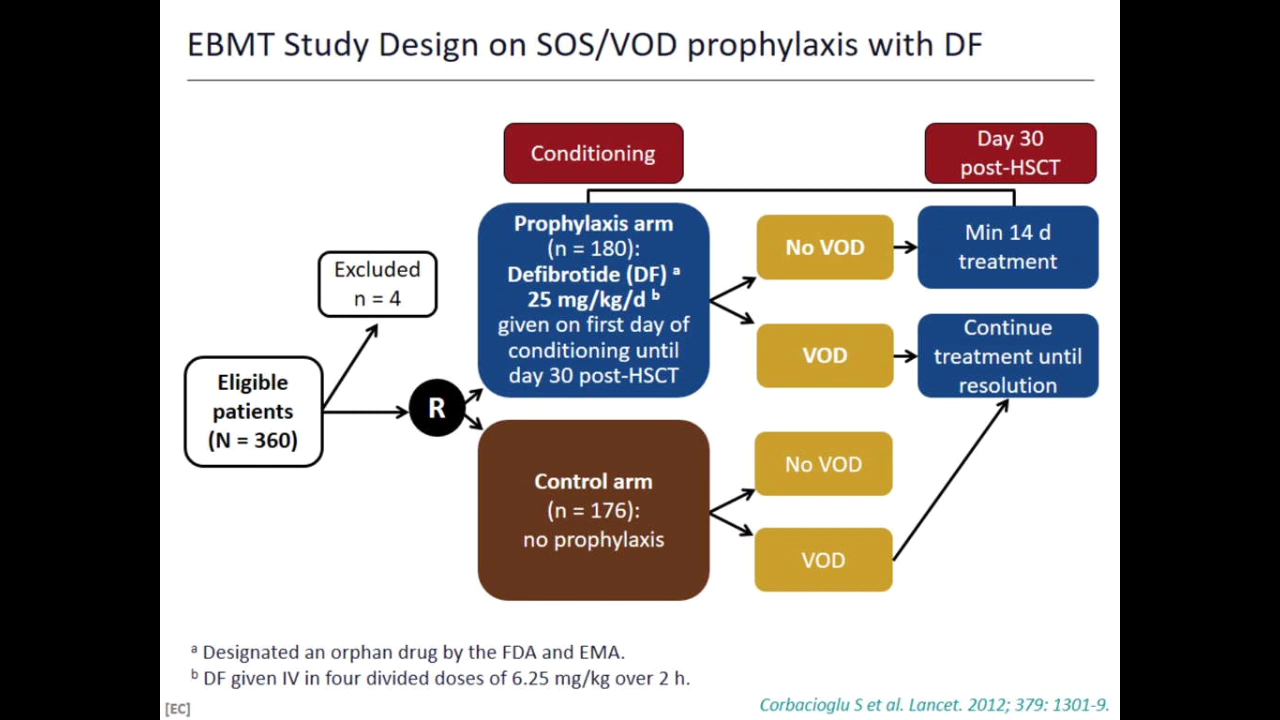 EBMT Study Design on SOS/VOD prophylaxis with DF
Conditioning
Day 30
post-HSCT
Prophylaxis arm
(n = 180):
Defibrotide (DF) a
25 mg/kg/d b
given on first day of
conditioning until
day 30 post-HSCT
No VOD
Min 14 d
treatment
VOD
Continue
treatment until
resolution
Excluded
n = 4
Eligible
patients
(N = 360)
R
Control arm
(n = 176):
no prophylaxis
No VOD
VOD
a Designated an orphan drug by the FDA and EMA.
b DF given IV in four divided doses of 6.25 mg/kg over 2 h.
[EC]
Corbacioglu S et al. Lancet. 2012; 379: 1301-9.